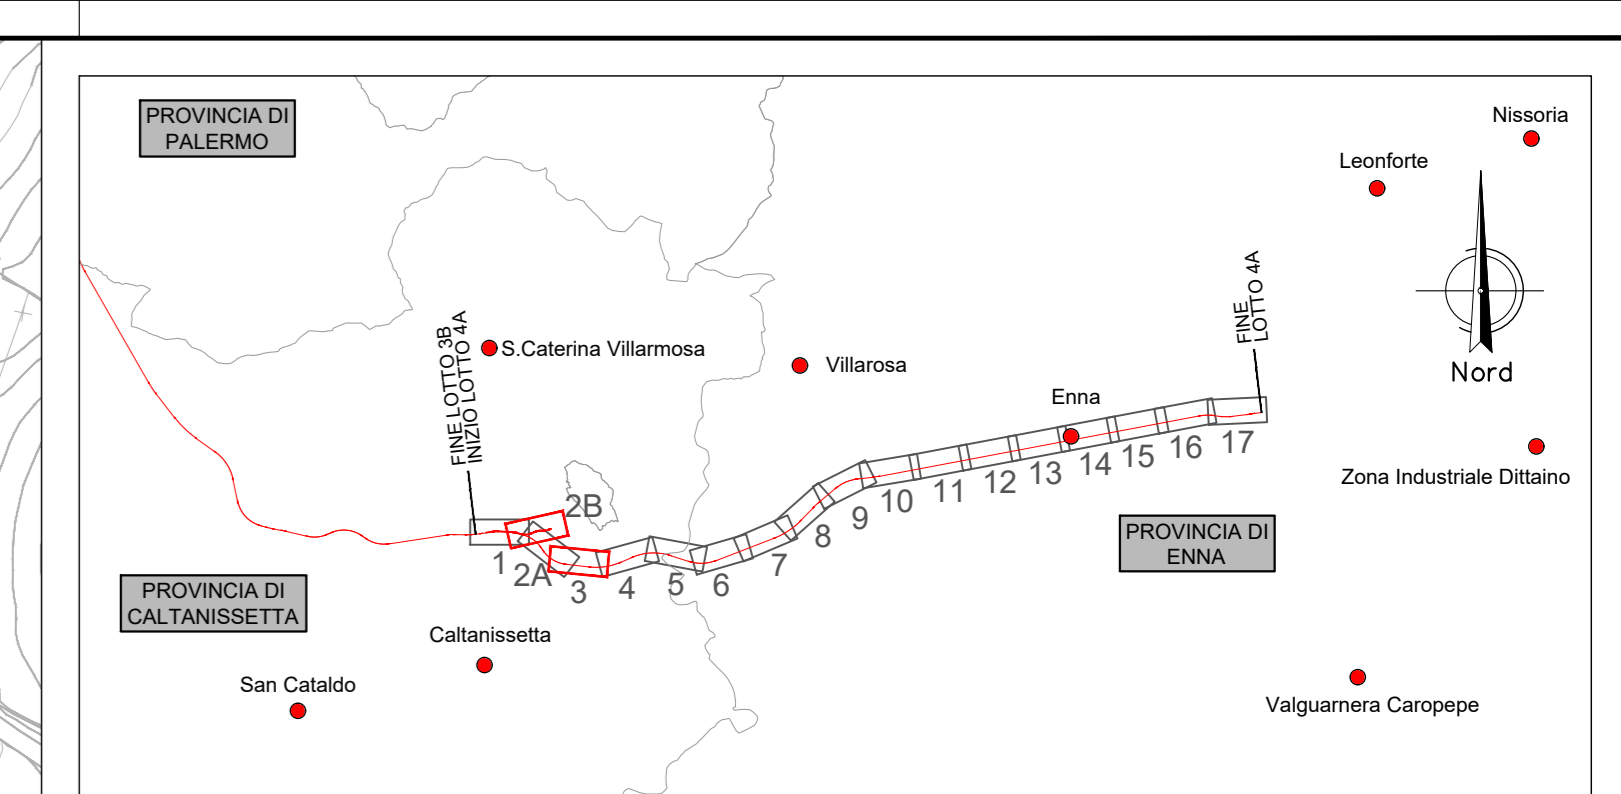 PROVINCIA DI
PALERMO
Nissoria
Leonforte
Nord
FINE
LOTTO 4A
FINE LOTTO 3B
INIZIO LOTTO 4A
S.Caterina Villarmosa
Villarosa
Enna
Zona Industriale Dittaino
1
2A
2B
3
4
5
6
7
8
9
10
11
12
13
14
15
16
17
PROVINCIA DI
ENNA
PROVINCIA DI
CALTANISSETTA
Caltanissetta
San Cataldo
Valguarnera Caropepe